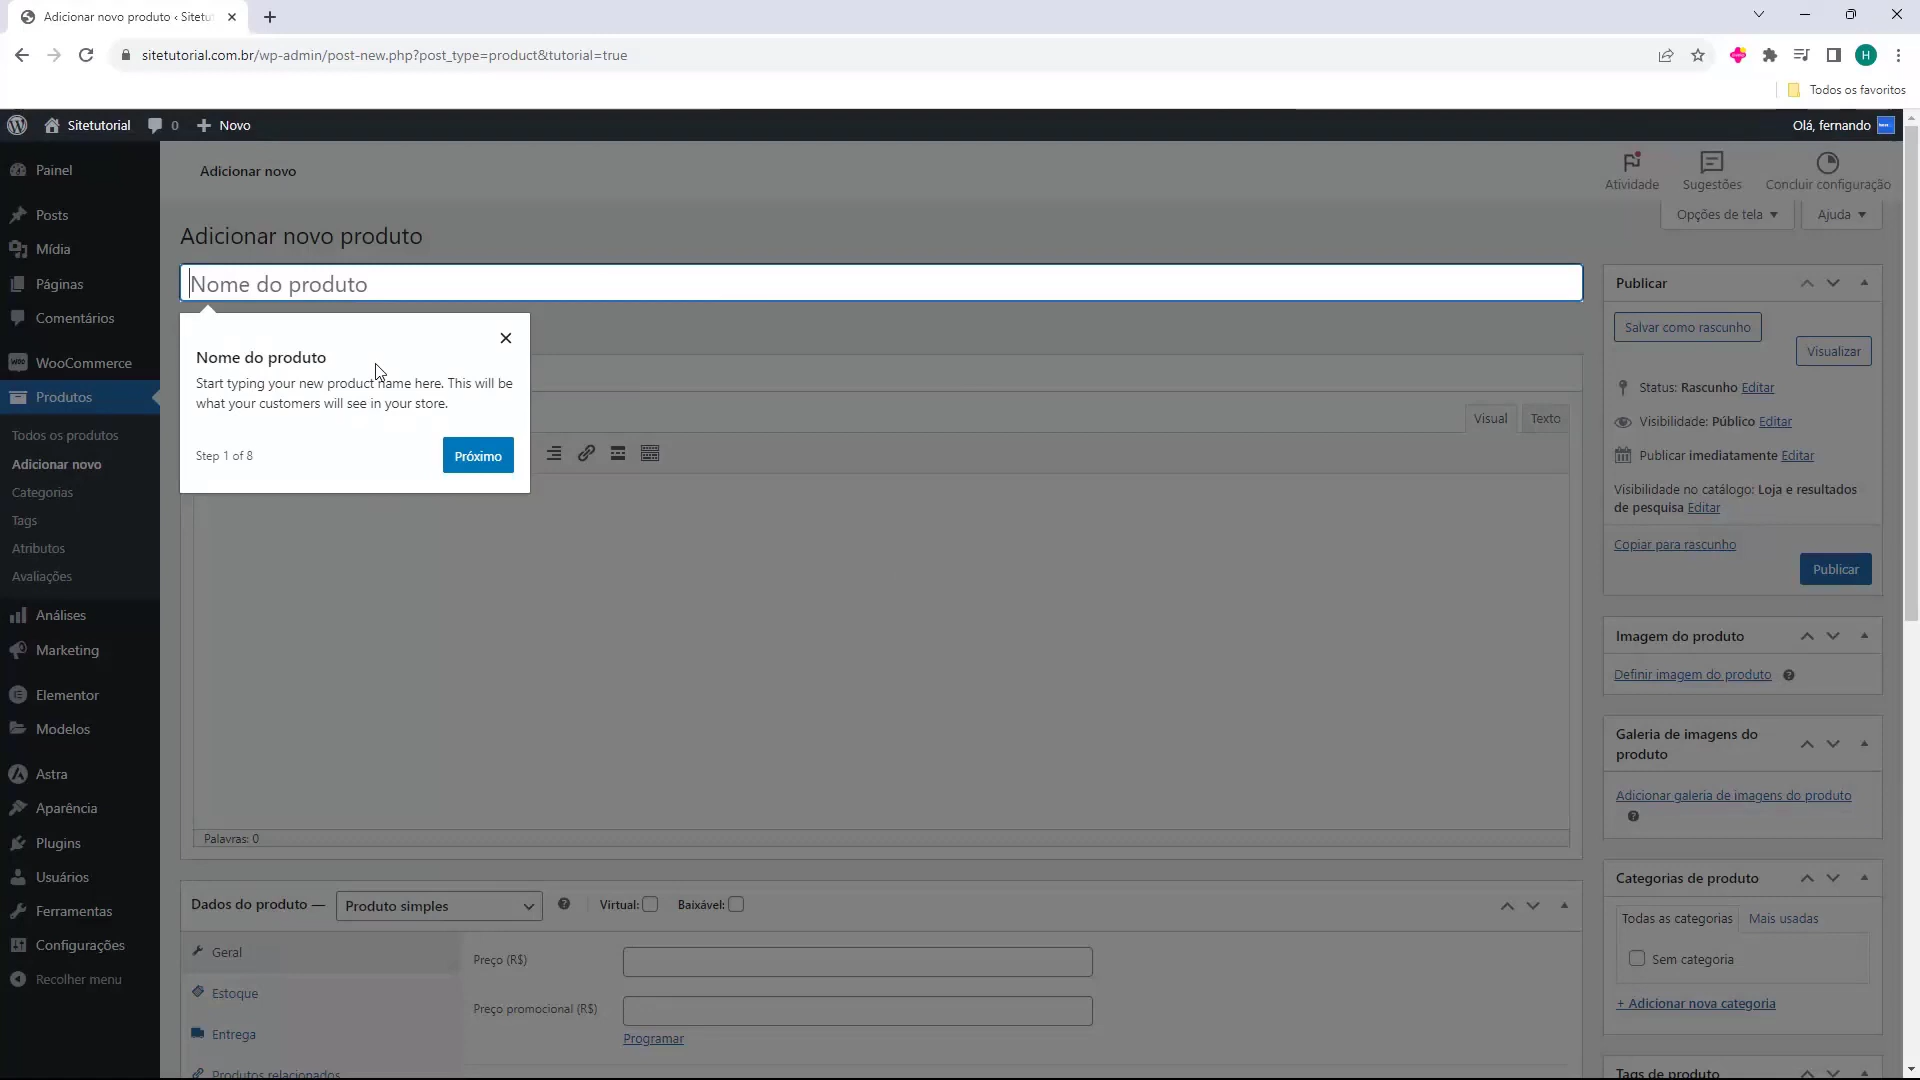 Adicionar novo produto ‹ Sitetu
sitetutorial.com.br/wp-admin/post-new.php?post_type=product&tutorial=true
H
Todos os favoritos
Sitetutorial
0
Novo
Olá, fernando
Painel
Posts
Mídia
Páginas
Comentários
WooCommerce
Produtos
Todos os produtos
Adicionar novo
Categorias
Tags
Atributos
Avaliações
Análises
Marketing
Elementor
Modelos
Astra
Aparência
Plugins
Usuários
Ferramentas
Configurações
Recolher menu
Adicionar novo
Atividade
Sugestões
Concluir configuração
Opções de tela
Ajuda
Adicionar novo produto
Nome do produto
Nome do produto
Start typing your new product name here. This will be
what your customers will see in your store.
Step 1 of 8
Próximo
Visual
Texto
Palavras: 0
Dados do produto —
Produto simples
Virtual:
Baixável:
Geral
Estoque
Entrega
Produtos relacionados
Preço (R$)
Preço promocional (R$)
Programar
Publicar
Salvar como rascunho
Visualizar
Status: Rascunho Editar
Visibilidade: Público Editar
Publicar imediatamente Editar
Visibilidade no catálogo: Loja e resultados
de pesquisa Editar
Copiar para rascunho
Publicar
Imagem do produto
Definir imagem do produto
Galeria de imagens do
produto
Adicionar galeria de imagens do produto
Categorias de produto
Todas as categorias
Mais usadas
Sem categoria
+ Adicionar nova categoria
Tags de produto